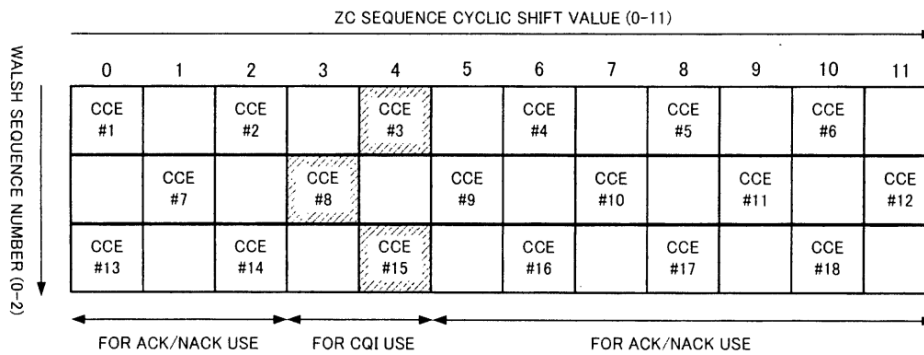 ZC SEQUENCE CYCLIC SHIFT VALUE (0-11)
WALSH SEQUENCE NUMBER (0-2)
0 1 2 3 4 5 6 7 8 9 10 11
CCE #1 CCE #2 CCE #3 CCE #4 CCE #5 CCE #6
CCE #7 CCE #8 CCE #9 CCE #10 CCE #11 CCE #12
CCE #13 CCE #14 CCE #15 CCE #16 CCE #17 CCE #18
FOR ACK/NACK USE FOR CQI USE FOR ACK/NACK USE